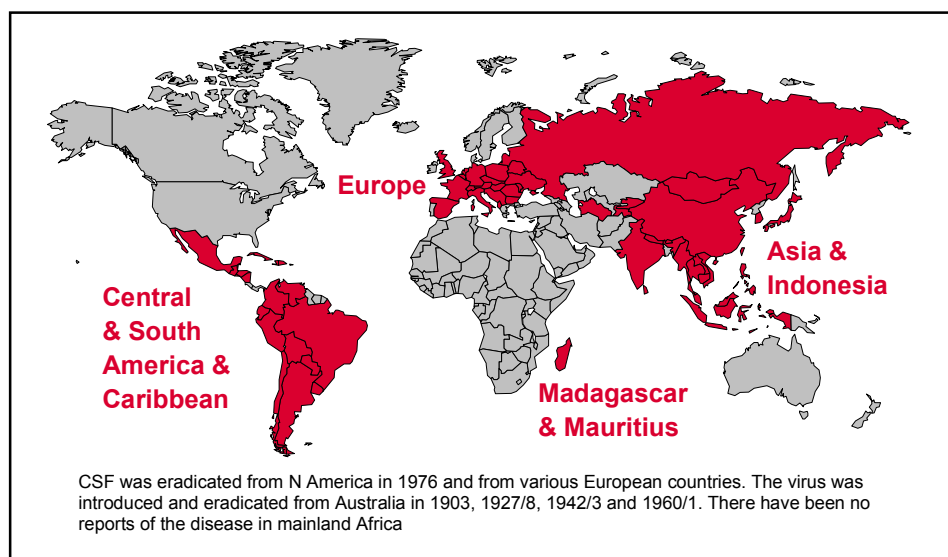 Europe
Asia &
Indonesia
Central
& South
America &
Caribbean
Madagascar
& Mauritius
CSF was eradicated from N America in 1976 and from various European countries. The virus was
introduced and eradicated from Australia in 1903, 1927/8, 1942/3 and 1960/1. There have been no
reports of the disease in mainland Africa